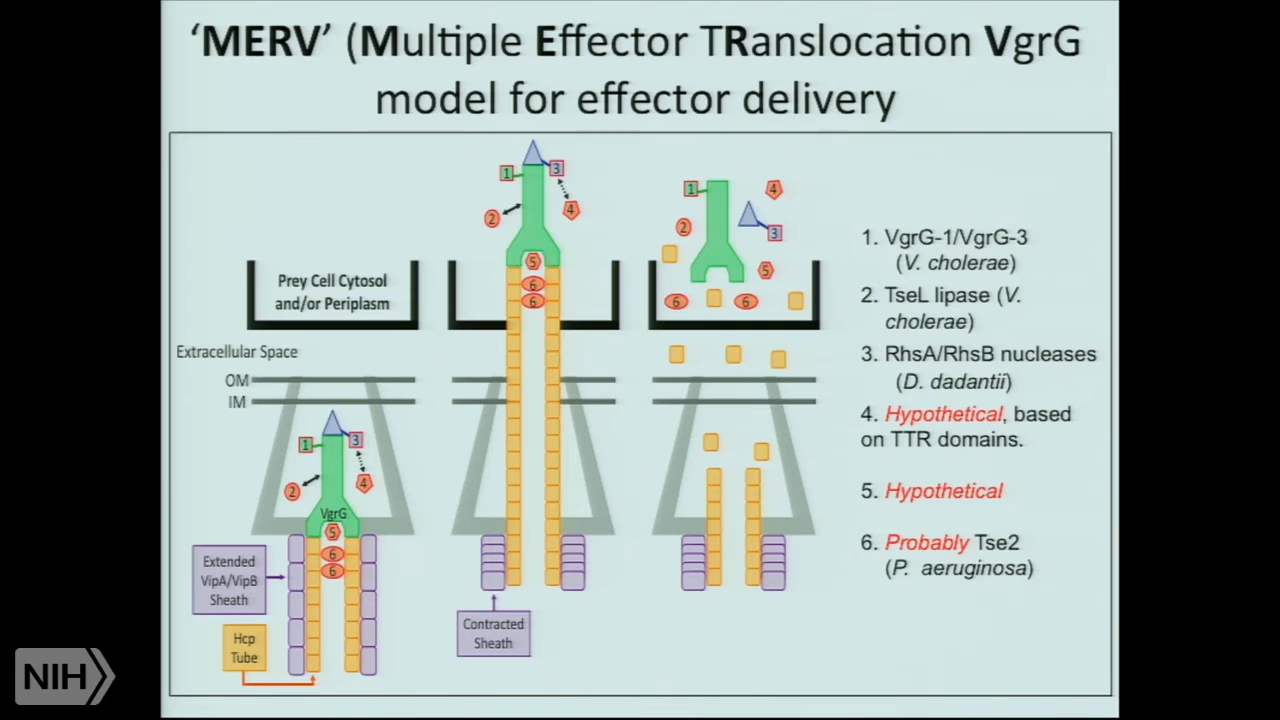 ‘MERV’ (Multiple Effector TRanslocation VgrG
model for effector delivery
Prey Cell Cytosol
and/or Periplasm
Extracellular Space
OM
IM
1
3
2
4
VgrG
5
6
6
Extended
VipA/VipB
Sheath
Hcp
Tube
1
3
2
4
5
6
6
Contracted
Sheath
1
4
2
3
5
6
6
1. VgrG-1/VgrG-3
(V. cholerae)
2. TseL lipase (V.
cholerae)
3. RhsA/RhsB nucleases
(D. dadantii)
4. Hypothetical, based
on TTR domains.
5. Hypothetical
6. Probably Tse2
(P. aeruginosa)
NIH